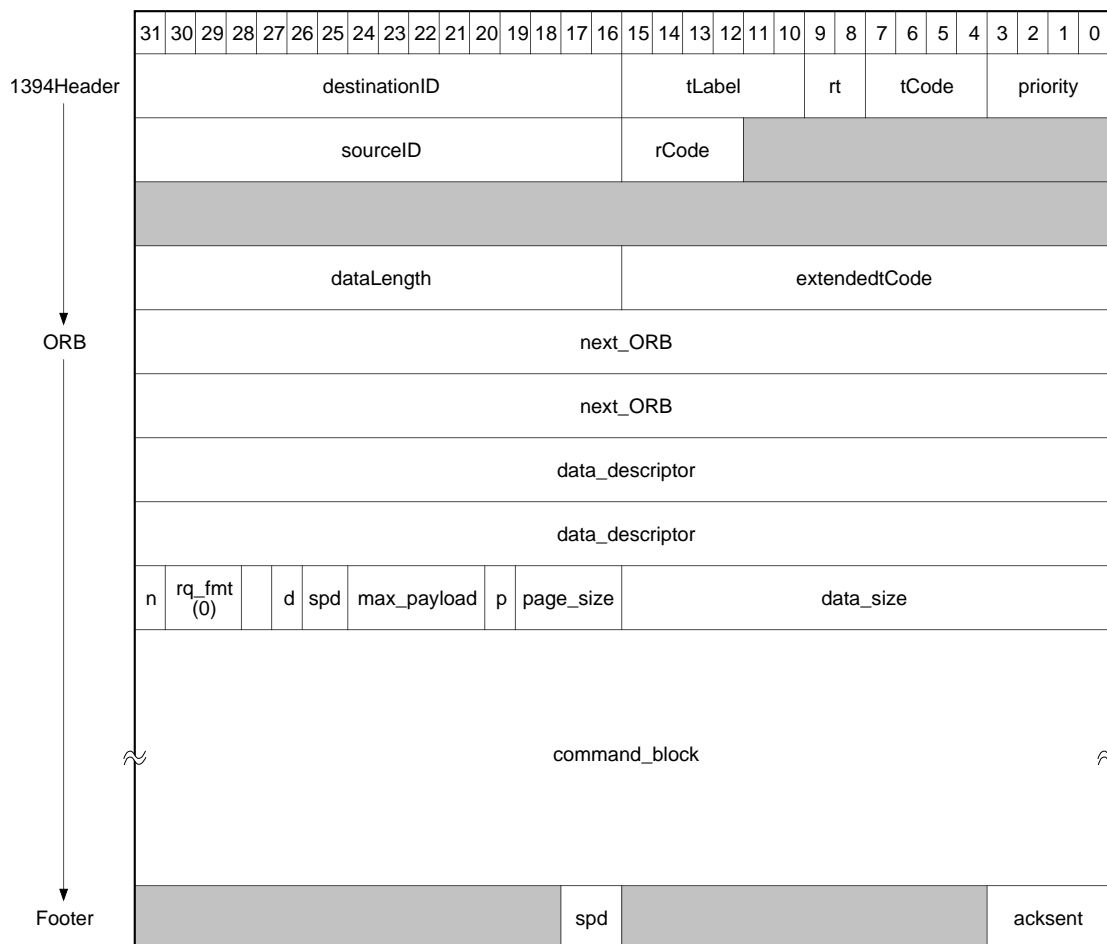 31 30 29 28 27 26 25 24 23 22 21 20 19 18 17 16 15 14 13 12 11 10 9 8 7 6 5 4 3 2 1 0
1394Header destinationID tLabel rt tCode priority
sourceID rCode
dataLength extendedtCode
ORB next_ORB
next_ORB
data_descriptor
data_descriptor
n rq_fmt (0) d spd max_payload p page_size data_size
command_block
Footer spd acksent